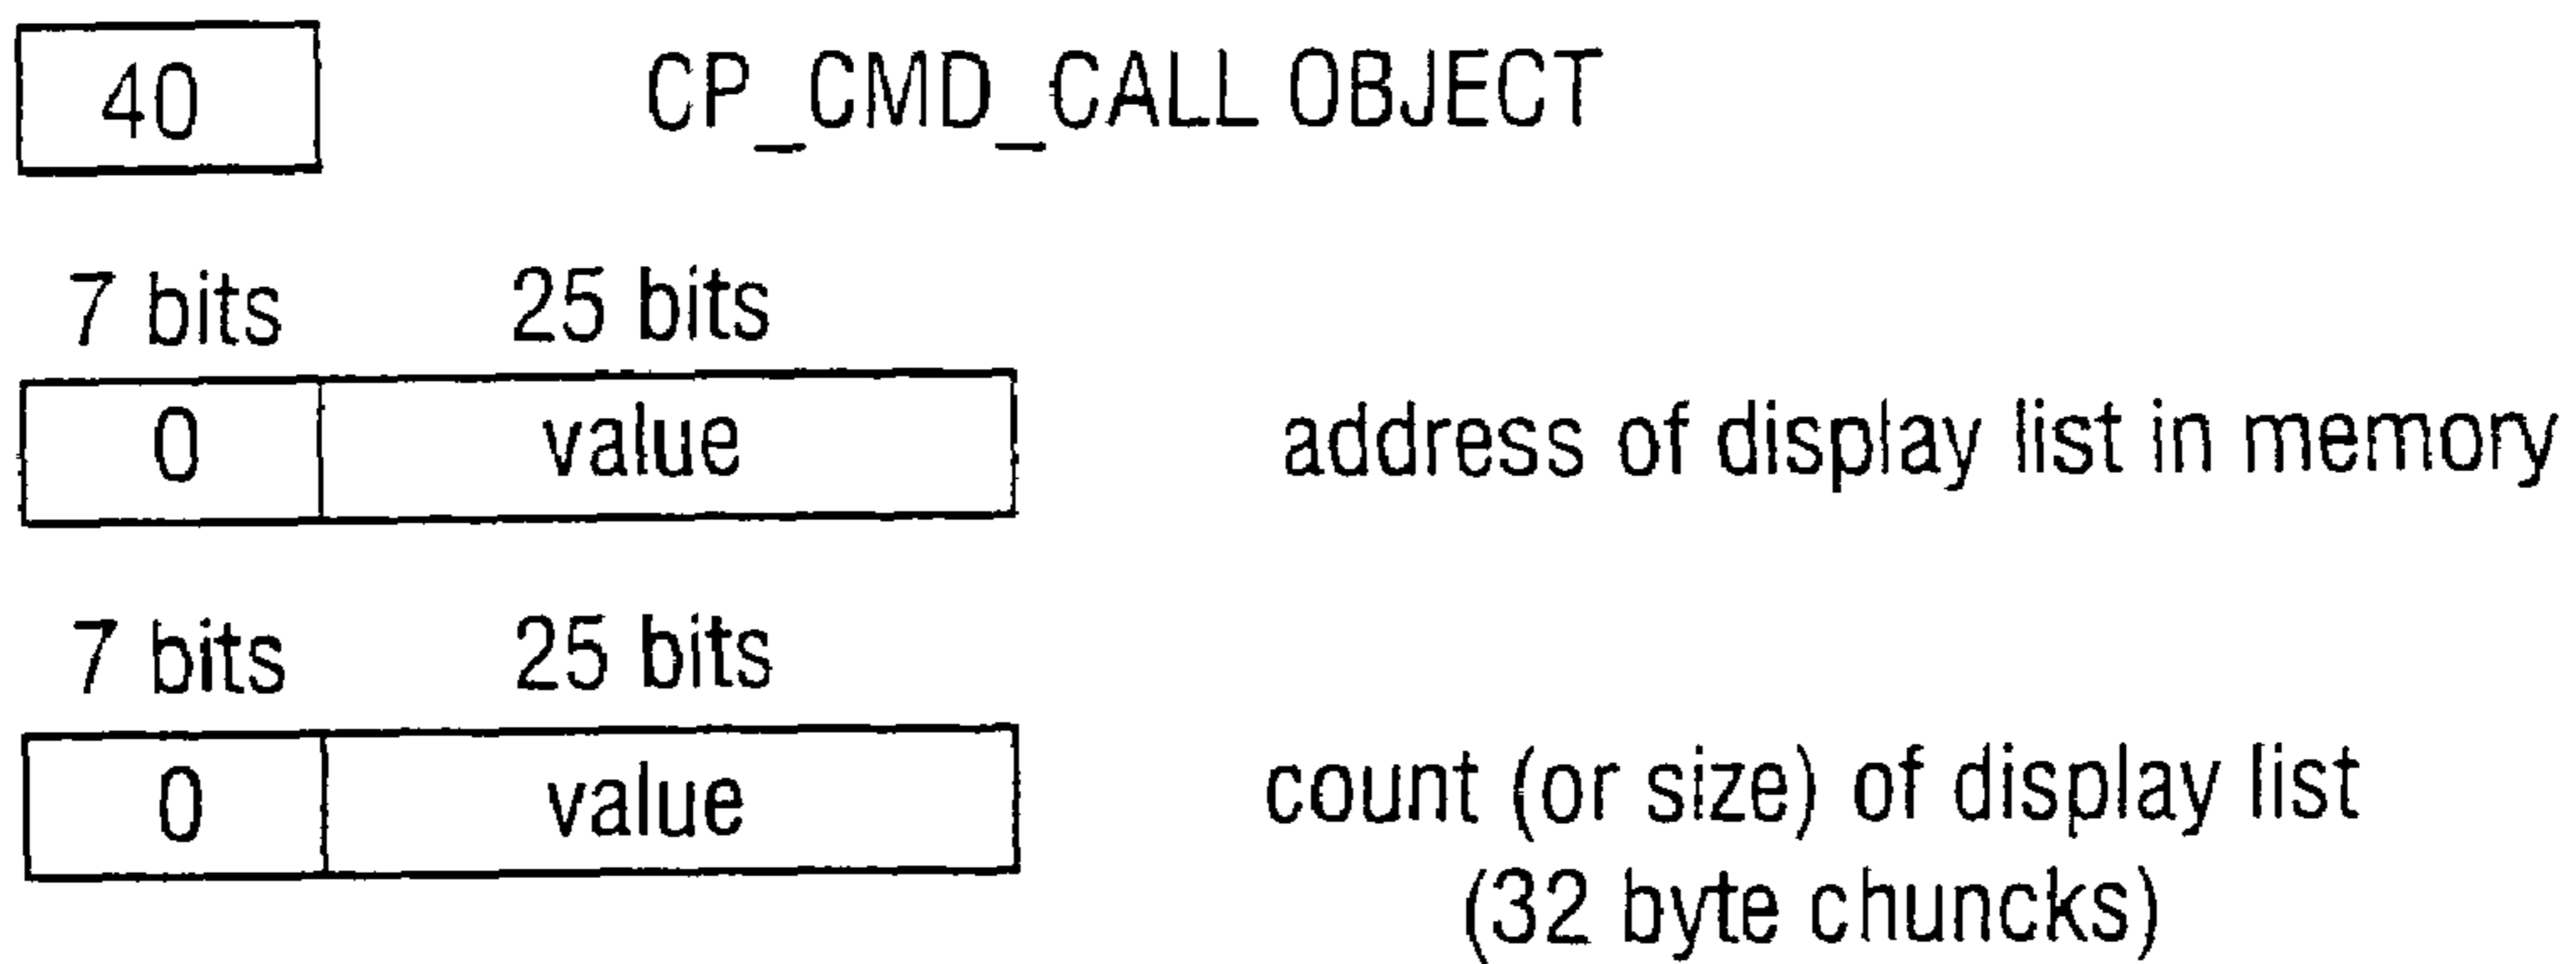 40 CP_CMD_CALL OBJECT
7 bits 25 bits
0 value address of display list in memory
7 bits 25 bits
0 value count (or size) of display list
(32 byte chuncks)